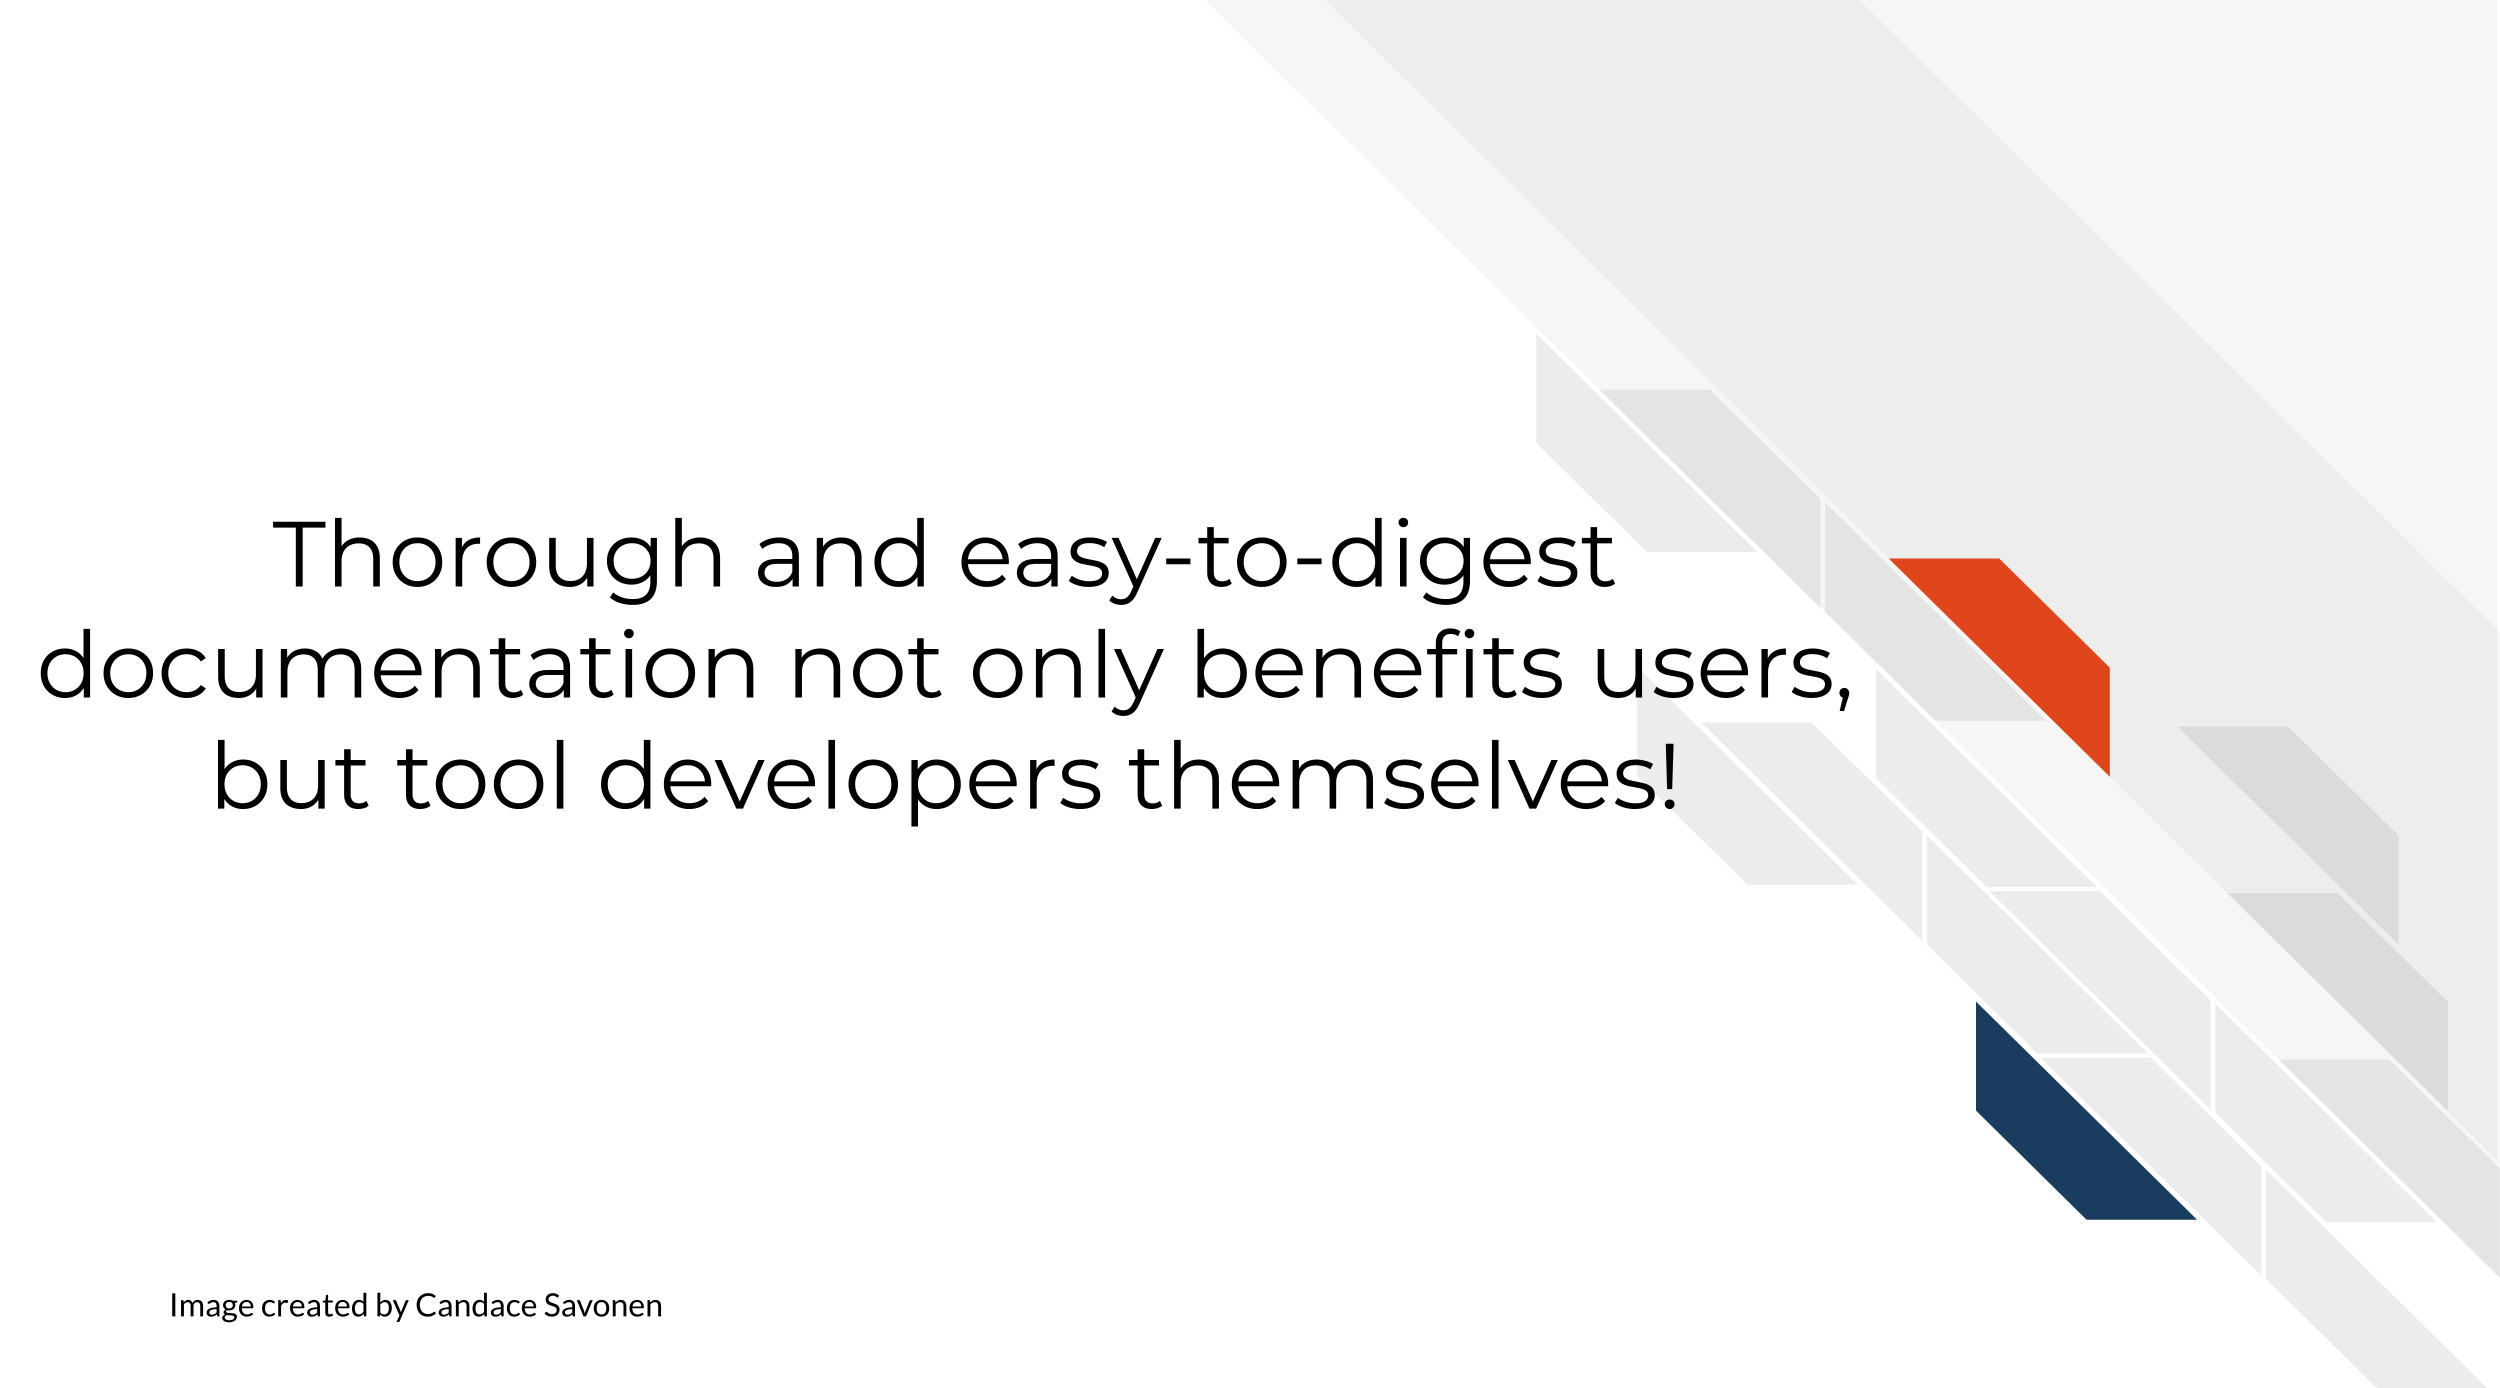 Thorough and easy-to-digest
documentation not only benefits users,
but tool developers themselves!
Image created by Candace Savonen